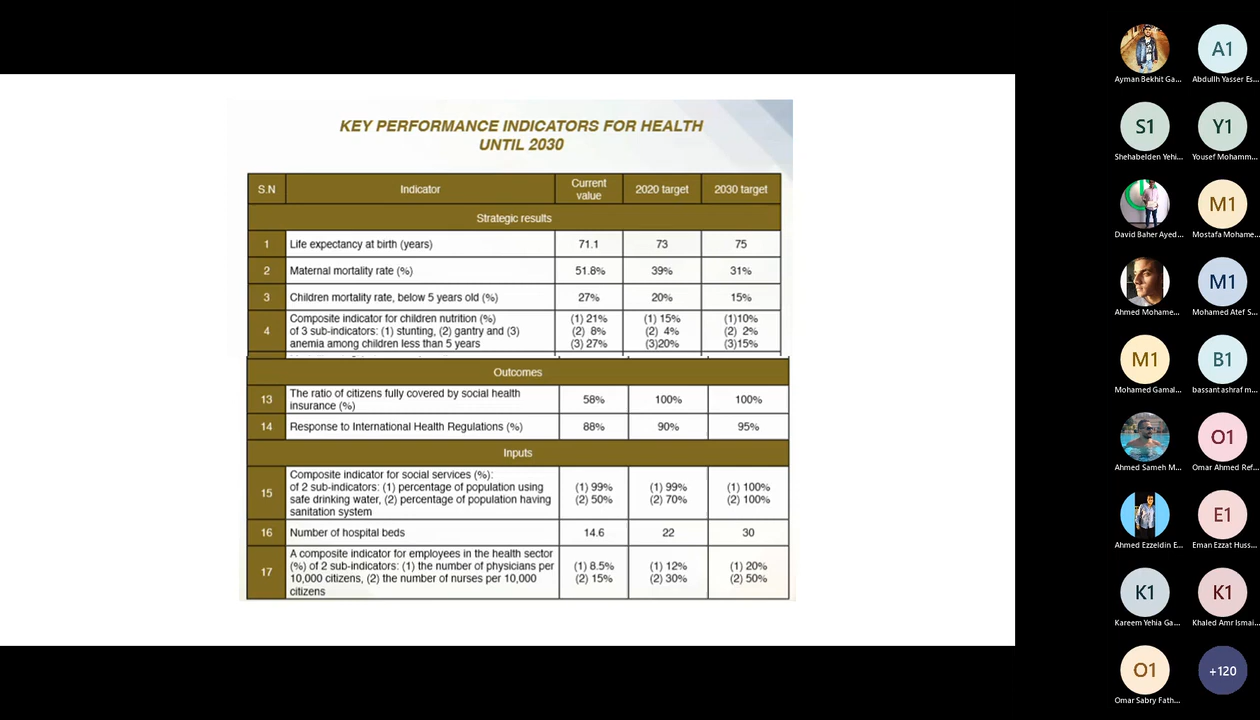 KEY PERFORMANCE INDICATORS FOR HEALTH
UNTIL 2030
S.N Indicator Current value 2020 target 2030 target
Strategic results
1 Life expectancy at birth (years) 71.1 73 75
2 Maternal mortality rate (%) 51.8% 39% 31%
3 Children mortality rate, below 5 years old (%) 27% 20% 15%
4 Composite indicator for children nutrition (%) (1) 21% (1) 15% (1)10%
of 3 sub-indicators: (1) stunting, (2) gantry and (3) (2) 8% (2) 4% (2) 2%
anemia among children less than 5 years (3) 27% (3)20% (3)15%
Outcomes
13 The ratio of citizens fully covered by social health
insurance (%) 58% 100% 100%
14 Response to International Health Regulations (%) 88% 90% 95%
Inputs
15 Composite indicator for social services (%):
of 2 sub-indicators: (1) percentage of population using (1) 99% (1) 99% (1) 100%
safe drinking water, (2) percentage of population having (2) 50% (2) 70% (2) 100%
sanitation system
16 Number of hospital beds 14.6 22 30
17 A composite indicator for employees in the health sector
(%) of 2 sub-indicators: (1) the number of physicians per (1) 8.5% (1) 12% (1) 20%
10,000 citizens, (2) the number of nurses per 10,000 (2) 15% (2) 30% (2) 50%
citizens
A1
Ayman Bekhit Ga... Abdullh Yasser Es...
S1 Y1
Shehabelden Yehi... Yousef Mohamm...
M1
David Baher Ayed... Mostafa Mohame...
M1
Ahmed Mohame... Mohamed Atef S...
M1 B1
Mohamed Gamal... bassant ashraf m...
O1
Ahmed Sameh M... Omar Ahmed Ref...
E1
Ahmed Ezzeldin E... Eman Ezzat Huss...
K1 K1
Kareem Yehia Ga... Khaled Amr Ismai...
O1 +120
Omar Sabry Fath...